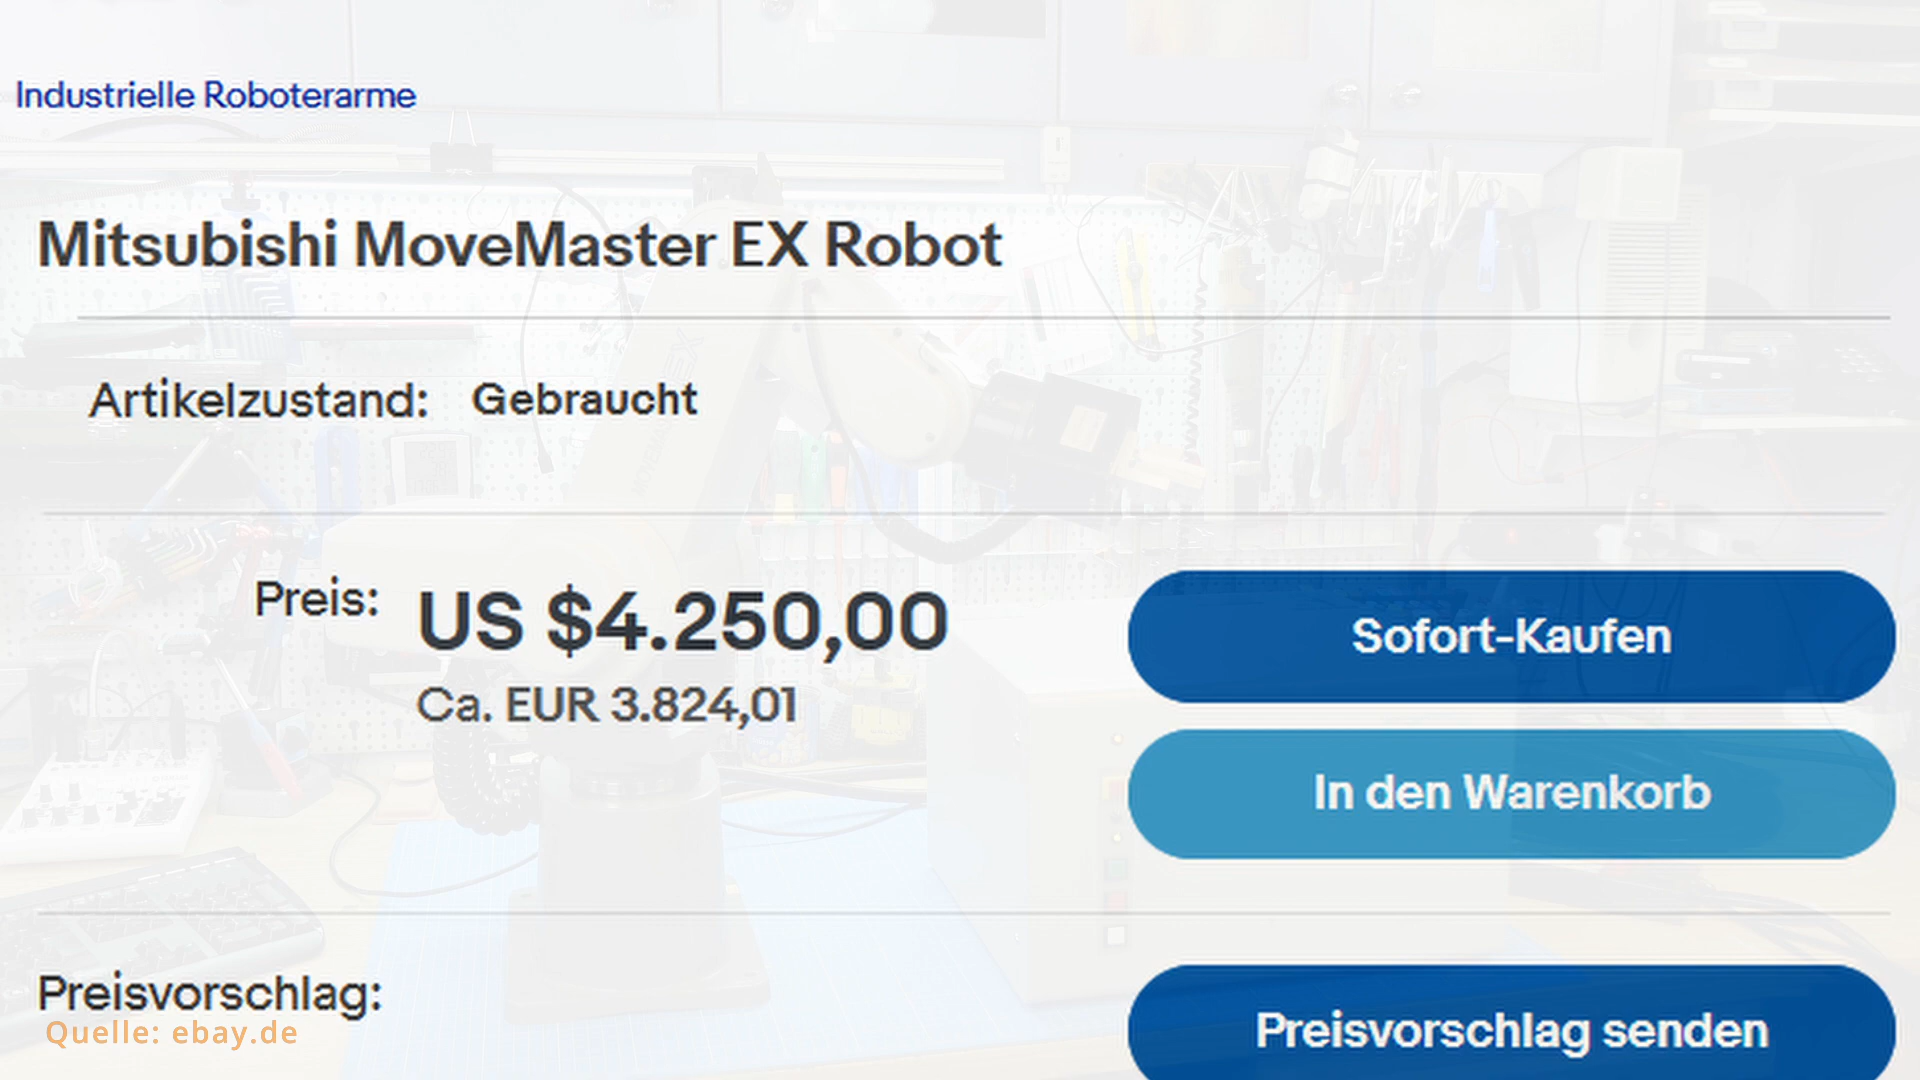 Industrielle Roboterarme
Mitsubishi MoveMaster EX Robot
Artikelzustand: Gebraucht
Preis: US $4.250,00
Ca. EUR 3.824,01
Sofort-Kaufen
In den Warenkorb
Preisvorschlag:
Preisvorschlag senden
Quelle: ebay.de